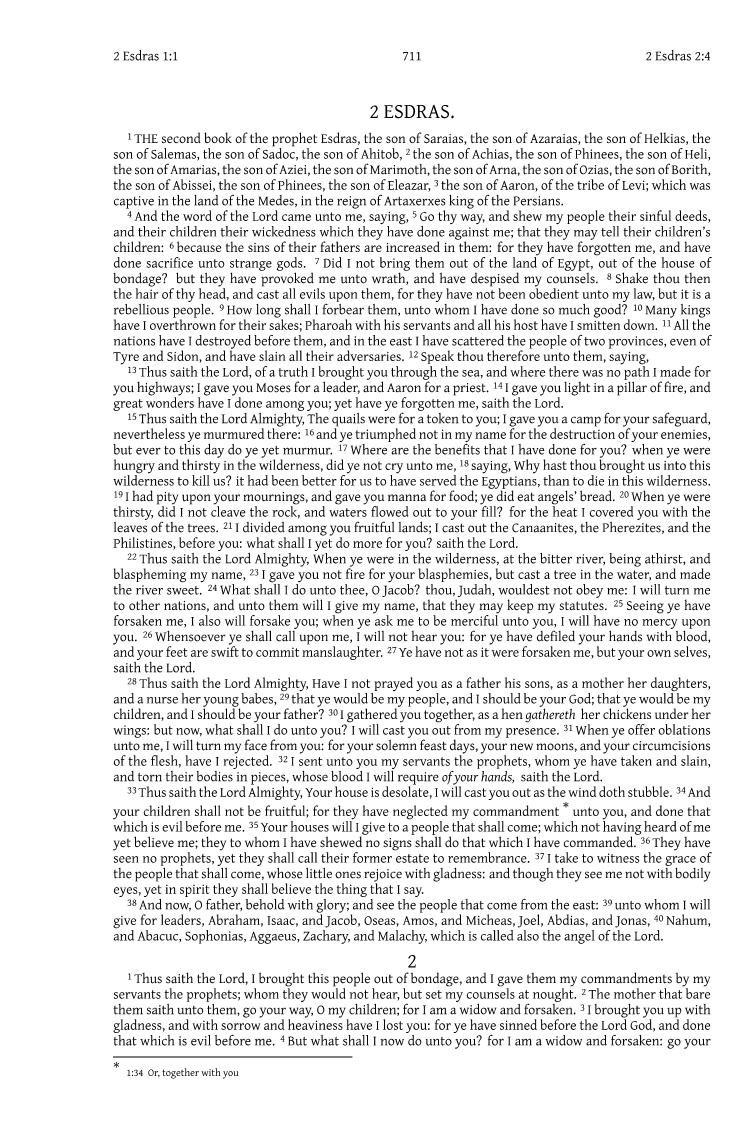 2 Esdras 1:1 711 2 Esdras 2:4
2 ESDRAS.
1 THE second book of the prophet Esdras, the son of Saraias, the son of Azaraias, the son of Helkias, the
son of Salemas, the son of Sadoc, the son of Ahitob, 2 the son of Achias, the son of Phinees, the son of Heli,
the son of Amarias, the son of Aziei, the son of Marimoth, the son of Arna, the son of Ozias, the son of Borith,
the son of Abissei, the son of Phinees, the son of Eleazar, 3 the son of Aaron, of the tribe of Levi; which was
captive in the land of the Medes, in the reign of Artaxerxes king of the Persians.
4 And the word of the Lord came unto me, saying, 5 Go thy way, and shew my people their sinful deeds,
and their children their wickedness which they have done against me; that they may tell their children's
children: 6 because the sins of their fathers are increased in them: for they have forgotten me, and have
done sacrifice unto strange gods. 7 Did I not bring them out of the land of Egypt, out of the house of
bondage? but they have provoked me unto wrath, and have despised my counsels. 8 Shake thou then
the hair of thy head, and cast all evils upon them, for they have not been obedient unto my law, but it is a
rebellious people. 9 How long shall I forbear them, unto whom I have done so much good? 10 Many kings
have I overthrown for their sakes; Pharoah with his servants and all his host have I smitten down. 11 All the
nations have I destroyed before them, and in the east I have scattered the people of two provinces, even of
Tyre and Sidon, and have slain all their adversaries. 12 Speak thou therefore unto them, saying,
13 Thus saith the Lord, of a truth I brought you through the sea, and where there was no path I made for
you highways; I gave you Moses for a leader, and Aaron for a priest. 14 I gave you light in a pillar of fire, and
great wonders have I done among you; yet have ye forgotten me, saith the Lord.
15 Thus saith the Lord Almighty, The quails were for a token to you; I gave you a camp for your safeguard,
nevertheless ye murmured there: 16 and ye triumphed not in my name for the destruction of your enemies,
but ever to this day do ye yet murmur. 17 Where are the benefits that I have done for you? when ye were
hungry and thirsty in the wilderness, did ye not cry unto me, 18 saying, Why hast thou brought us into this
wilderness to kill us? it had been better for us to have served the Egyptians, than to die in this wilderness.
19 I had pity upon your mournings, and gave you manna for food; ye did eat angels' bread. 20 When ye were
thirsty, did I not cleave the rock, and waters flowed out to your fill? for the heat I covered you with the
leaves of the trees. 21 I divided among you fruitful lands; I cast out the Canaanites, the Pherezites, and the
Philistines, before you: what shall I yet do more for you? saith the Lord.
22 Thus saith the Lord Almighty, When ye were in the wilderness, at the bitter river, being athirst, and
blaspheming my name, 23 I gave you not fire for your blasphemies, but cast a tree in the water, and made
the river sweet. 24 What shall I do unto thee, O Jacob? thou, Judah, wouldest not obey me: I will turn me
to other nations, and unto them will I give my name, that they may keep my statutes. 25 Seeing ye have
forsaken me, I also will forsake you; when ye ask me to be merciful unto you, I will have no mercy upon
you. 26 Whensoever ye shall call upon me, I will not hear you: for ye have defiled your hands with blood,
and your feet are swift to commit manslaughter. 27 Ye have not as it were forsaken me, but your own selves,
saith the Lord.
28 Thus saith the Lord Almighty, Have I not prayed you as a father his sons, as a mother her daughters,
and a nurse her young babes, 29 that ye would be my people, and I should be your God; that ye would be my
children, and I should be your father? 30 I gathered you together, as a hen gathereth her chickens under her
wings: but now, what shall I do unto you? I will cast you out from my presence. 31 When ye offer oblations
unto me, I will turn my face from you: for your solemn feast days, your new moons, and your circumcisions
of the flesh, have I rejected. 32 I sent unto you my servants the prophets, whom ye have taken and slain,
and torn their bodies in pieces, whose blood I will require of your hands, saith the Lord.
33 Thus saith the Lord Almighty, Your house is desolate, I will cast you out as the wind doth stubble. 34 And
your children shall not be fruitful; for they have neglected my commandment * unto you, and done that
which is evil before me. 35 Your houses will I give to a people that shall come; which not having heard of me
yet believe me; they to whom I have shewed no signs shall do that which I have commanded. 36 They have
seen no prophets, yet they shall call their former estate to remembrance. 37 I take to witness the grace of
the people that shall come, whose little ones rejoice with gladness: and though they see me not with bodily
eyes, yet in spirit they shall believe the thing that I say.
38 And now, O father, behold with glory; and see the people that come from the east: 39 unto whom I will
give for leaders, Abraham, Isaac, and Jacob, Oseas, Amos, and Micheas, Joel, Abdias, and Jonas, 40 Nahum,
and Abacuc, Sophonias, Aggaeus, Zachary, and Malachy, which is called also the angel of the Lord.
2
1 Thus saith the Lord, I brought this people out of bondage, and I gave them my commandments by my
servants the prophets; whom they would not hear, but set my counsels at nought. 2 The mother that bare
them saith unto them, go your way, O my children; for I am a widow and forsaken. 3 I brought you up with
gladness, and with sorrow and heaviness have I lost you: for ye have sinned before the Lord God, and done
that which is evil before me. 4 But what shall I now do unto you? for I am a widow and forsaken: go your
* 1:34 Or, together with you